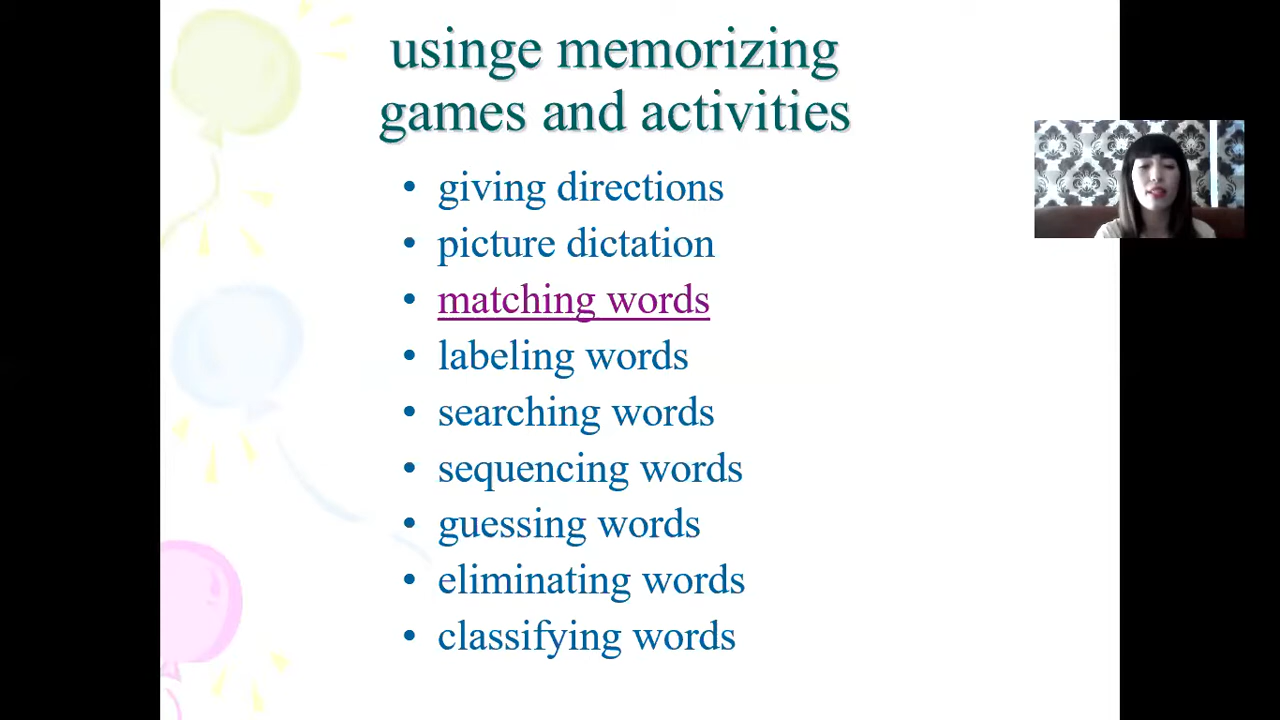 usinge memorizing
games and activities
• giving directions
• picture dictation
• matching words
• labeling words
• searching words
• sequencing words
• guessing words
• eliminating words
• classifying words